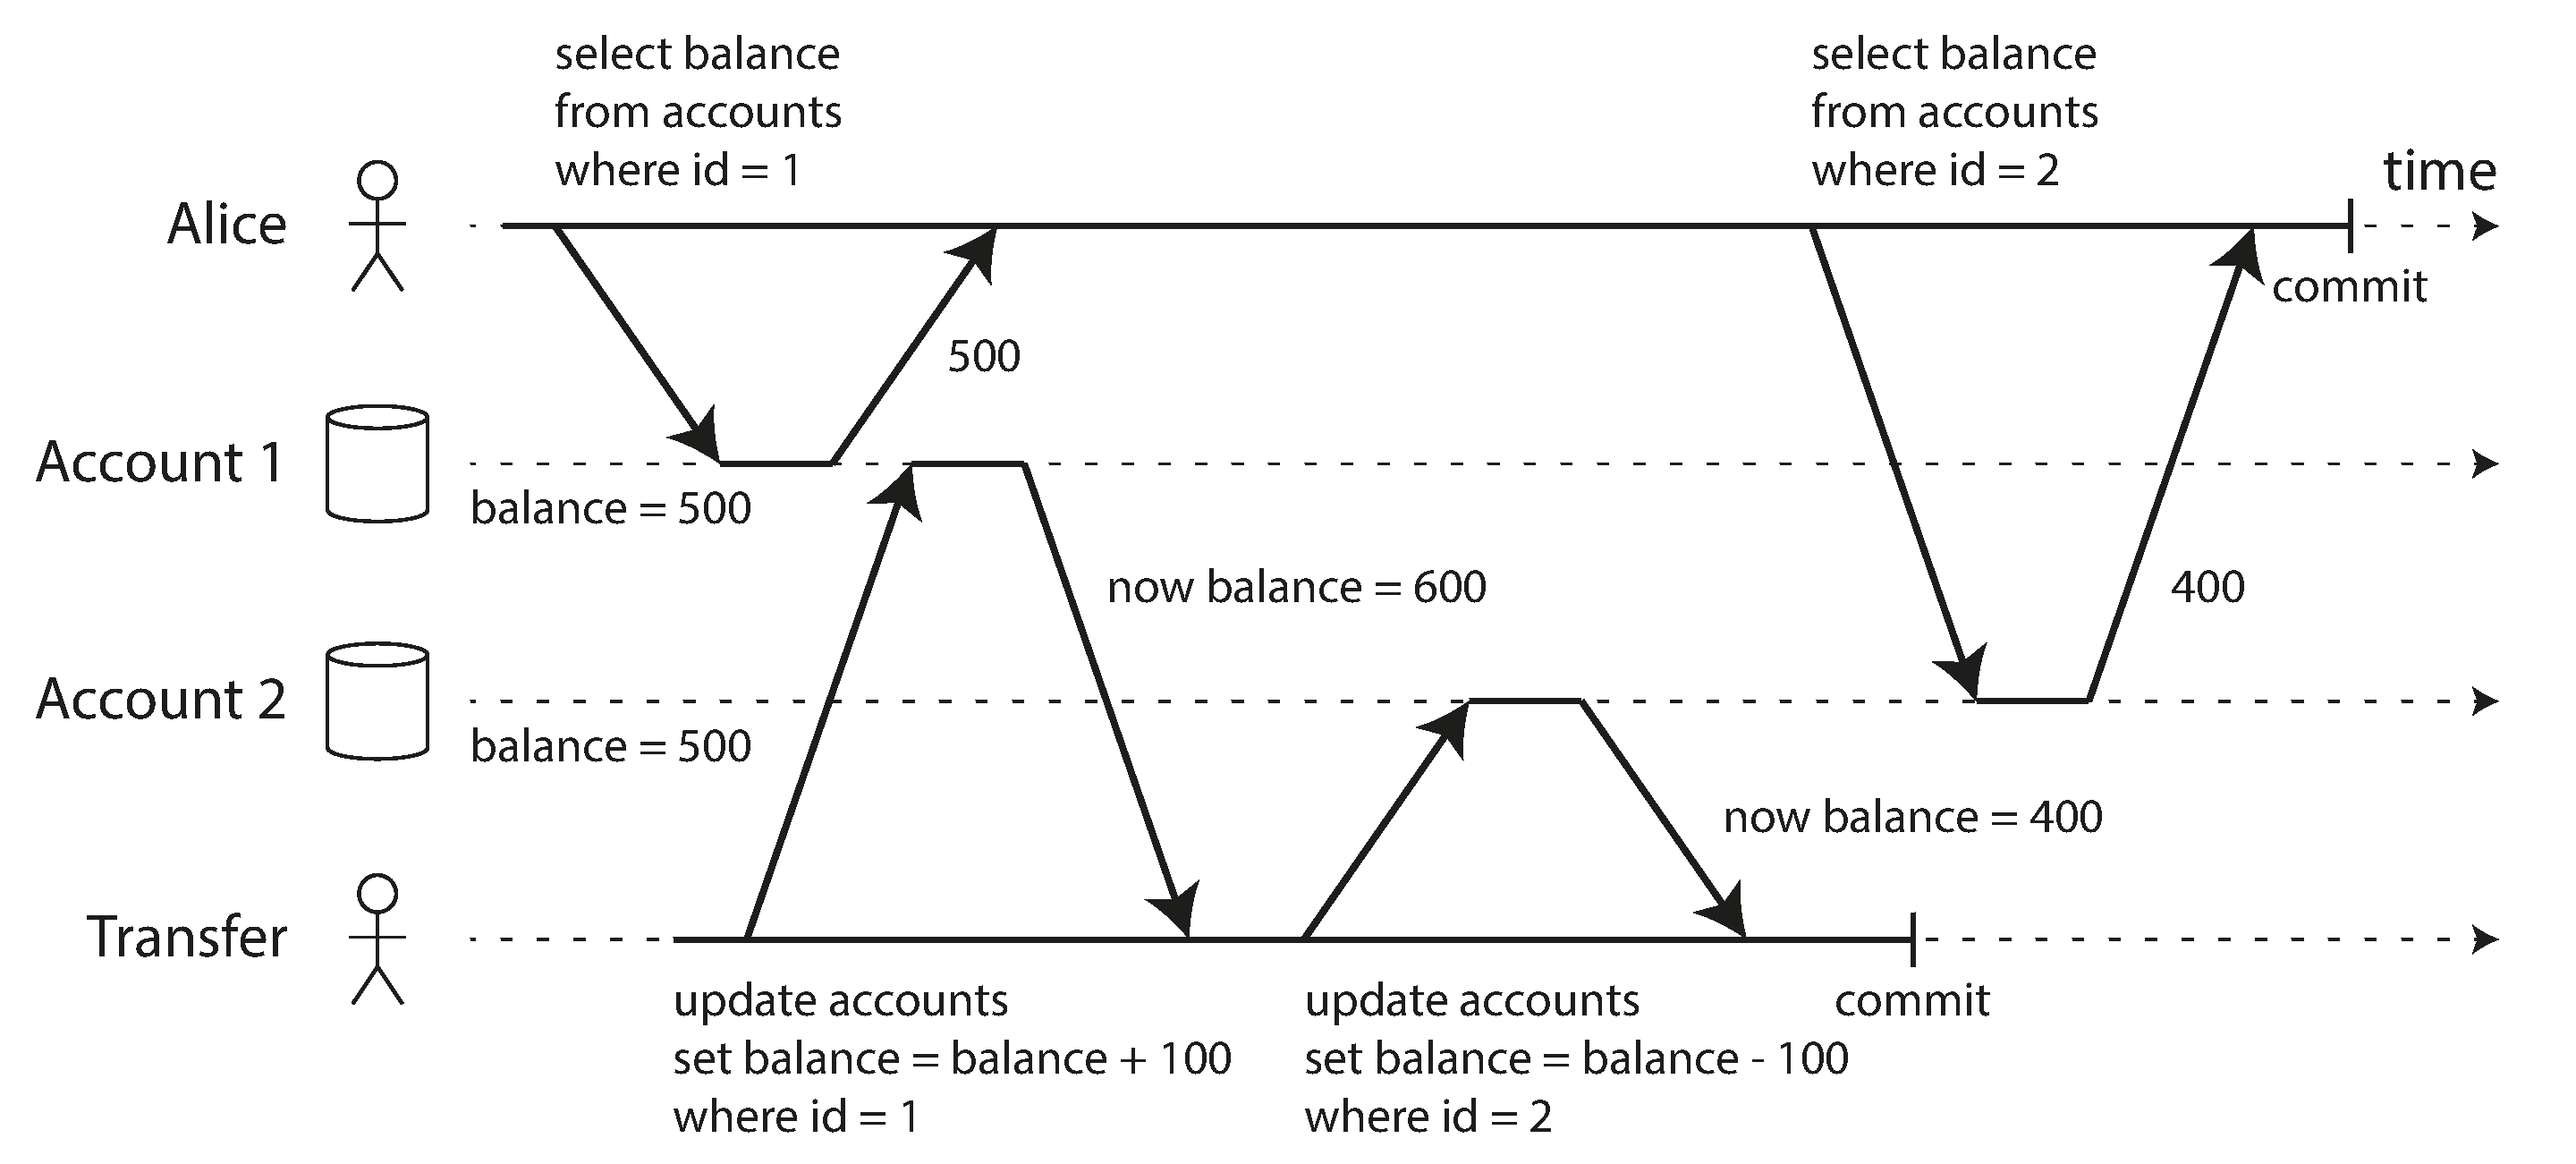 select balance
from accounts
where id = 1
select balance
from accounts
where id = 2
time
Alice
commit
500
Account 1
balance = 500
now balance = 600
400
Account 2
balance = 500
now balance = 400
Transfer
update accounts
set balance = balance + 100
where id = 1
update accounts
set balance = balance - 100
where id = 2
commit